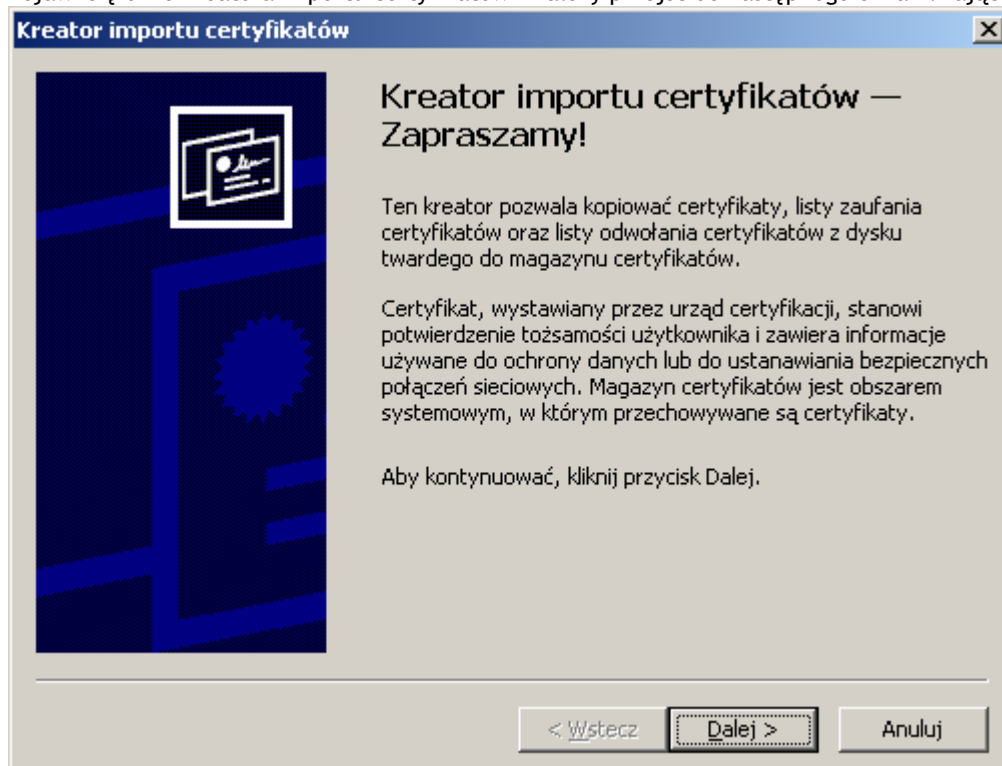 Kreator importu certyfikatów
Kreator importu certyfikatów —
Zapraszamy!
Ten kreator pozwala kopiować certyfikaty, listy zaufania
certyfikatów oraz listy odwołania certyfikatów z dysku
twardego do magazynu certyfikatów.
Certyfikat, wystawiany przez urząd certyfikacji, stanowi
potwierdzenie tożsamości użytkownika i zawiera informacje
używane do ochrony danych lub do ustanawiania bezpiecznych
połączeń sieciowych. Magazyn certyfikatów jest obszarem
systemowym, w którym przechowywane są certyfikaty.
Aby kontynuować, kliknij przycisk Dalej.
< Wstecz Dalej > Anuluj